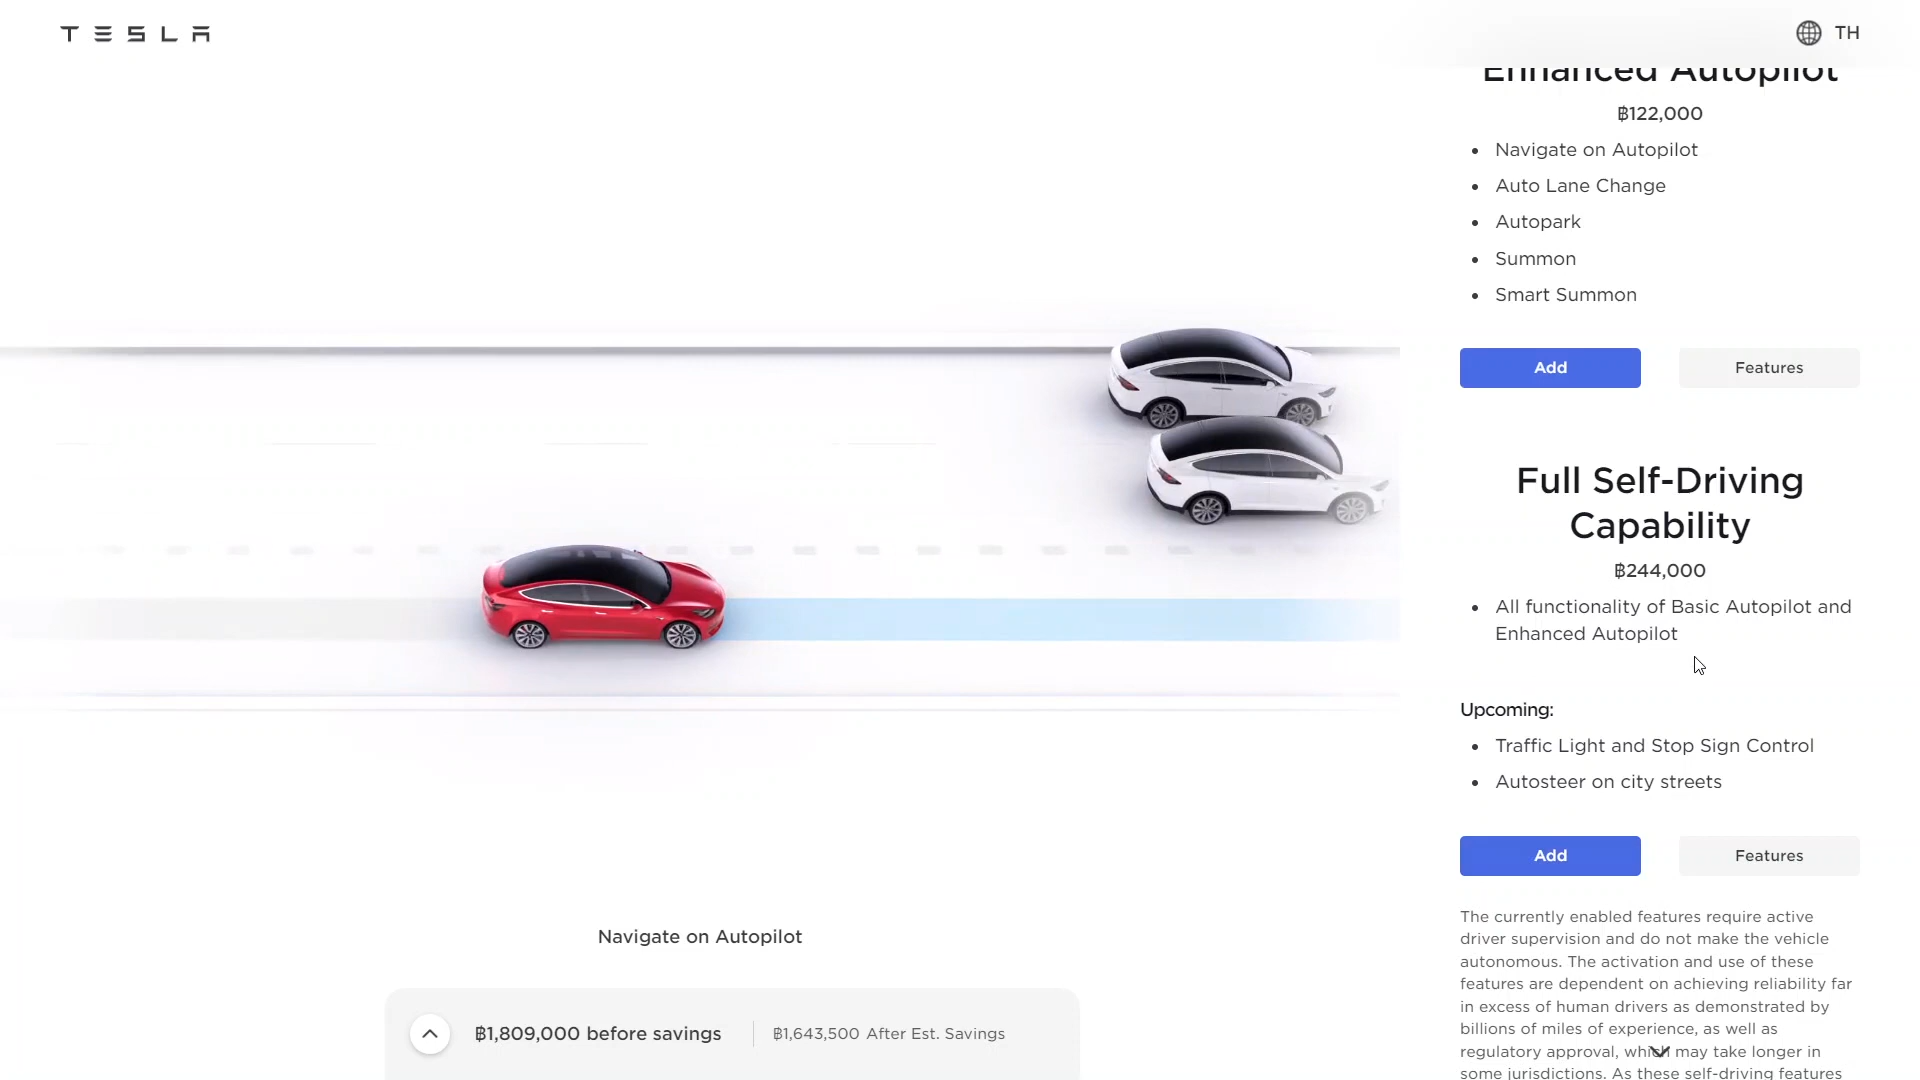 TESLA
TH
Enhanced Autopilot
฿122,000
Navigate on Autopilot
Auto Lane Change
Autopark
Summon
Smart Summon
Add
Features
Full Self-Driving
Capability
฿244,000
All functionality of Basic Autopilot and
Enhanced Autopilot
Upcoming:
Traffic Light and Stop Sign Control
Autosteer on city streets
Add
Features
The currently enabled features require active
driver supervision and do not make the vehicle
autonomous. The activation and use of these
features are dependent on achieving reliability far
in excess of human drivers as demonstrated by
billions of miles of experience, as well as
regulatory approval, which may take longer in
some jurisdictions. As these self-driving features
Navigate on Autopilot
฿1,809,000 before savings
฿1,643,500 After Est. Savings